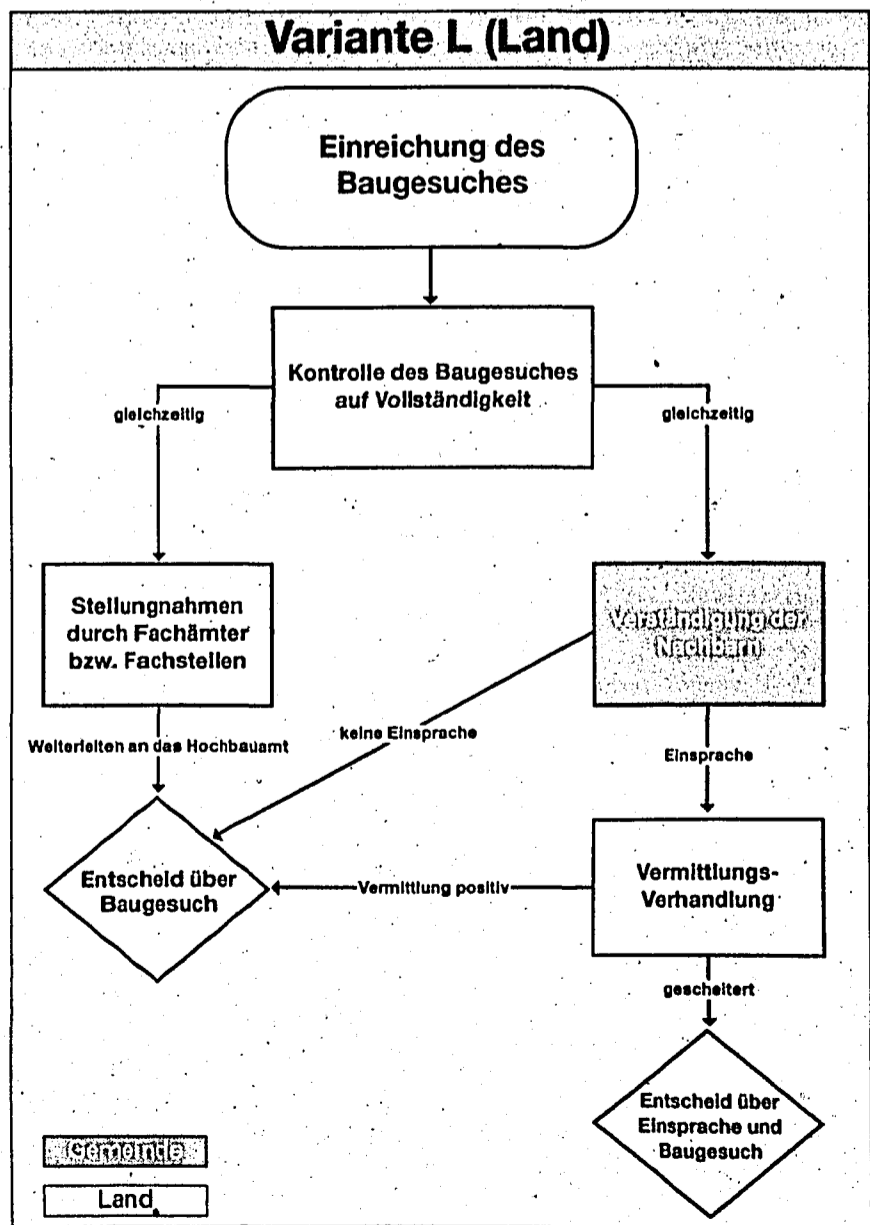 Variante L (Land)
Einreichung des
Baugesuches
Kontrolle des Baugesuches
auf Vollständigkeit
gleichzeitig
gleichzeitig
Stellungnahmen
durch Fachämter
bzw. Fachstellen
Verständigung der
Nachbarn
Weiterleiten an das Hochbauamt
keine Einsprache
Einsprache
Entscheid über
Baugesuch
Vermittlung positiv
Vermittlungs-
Verhandlung
gescheitert
Entscheid über
Einsprache und
Baugesuch
Gemeinde
Land